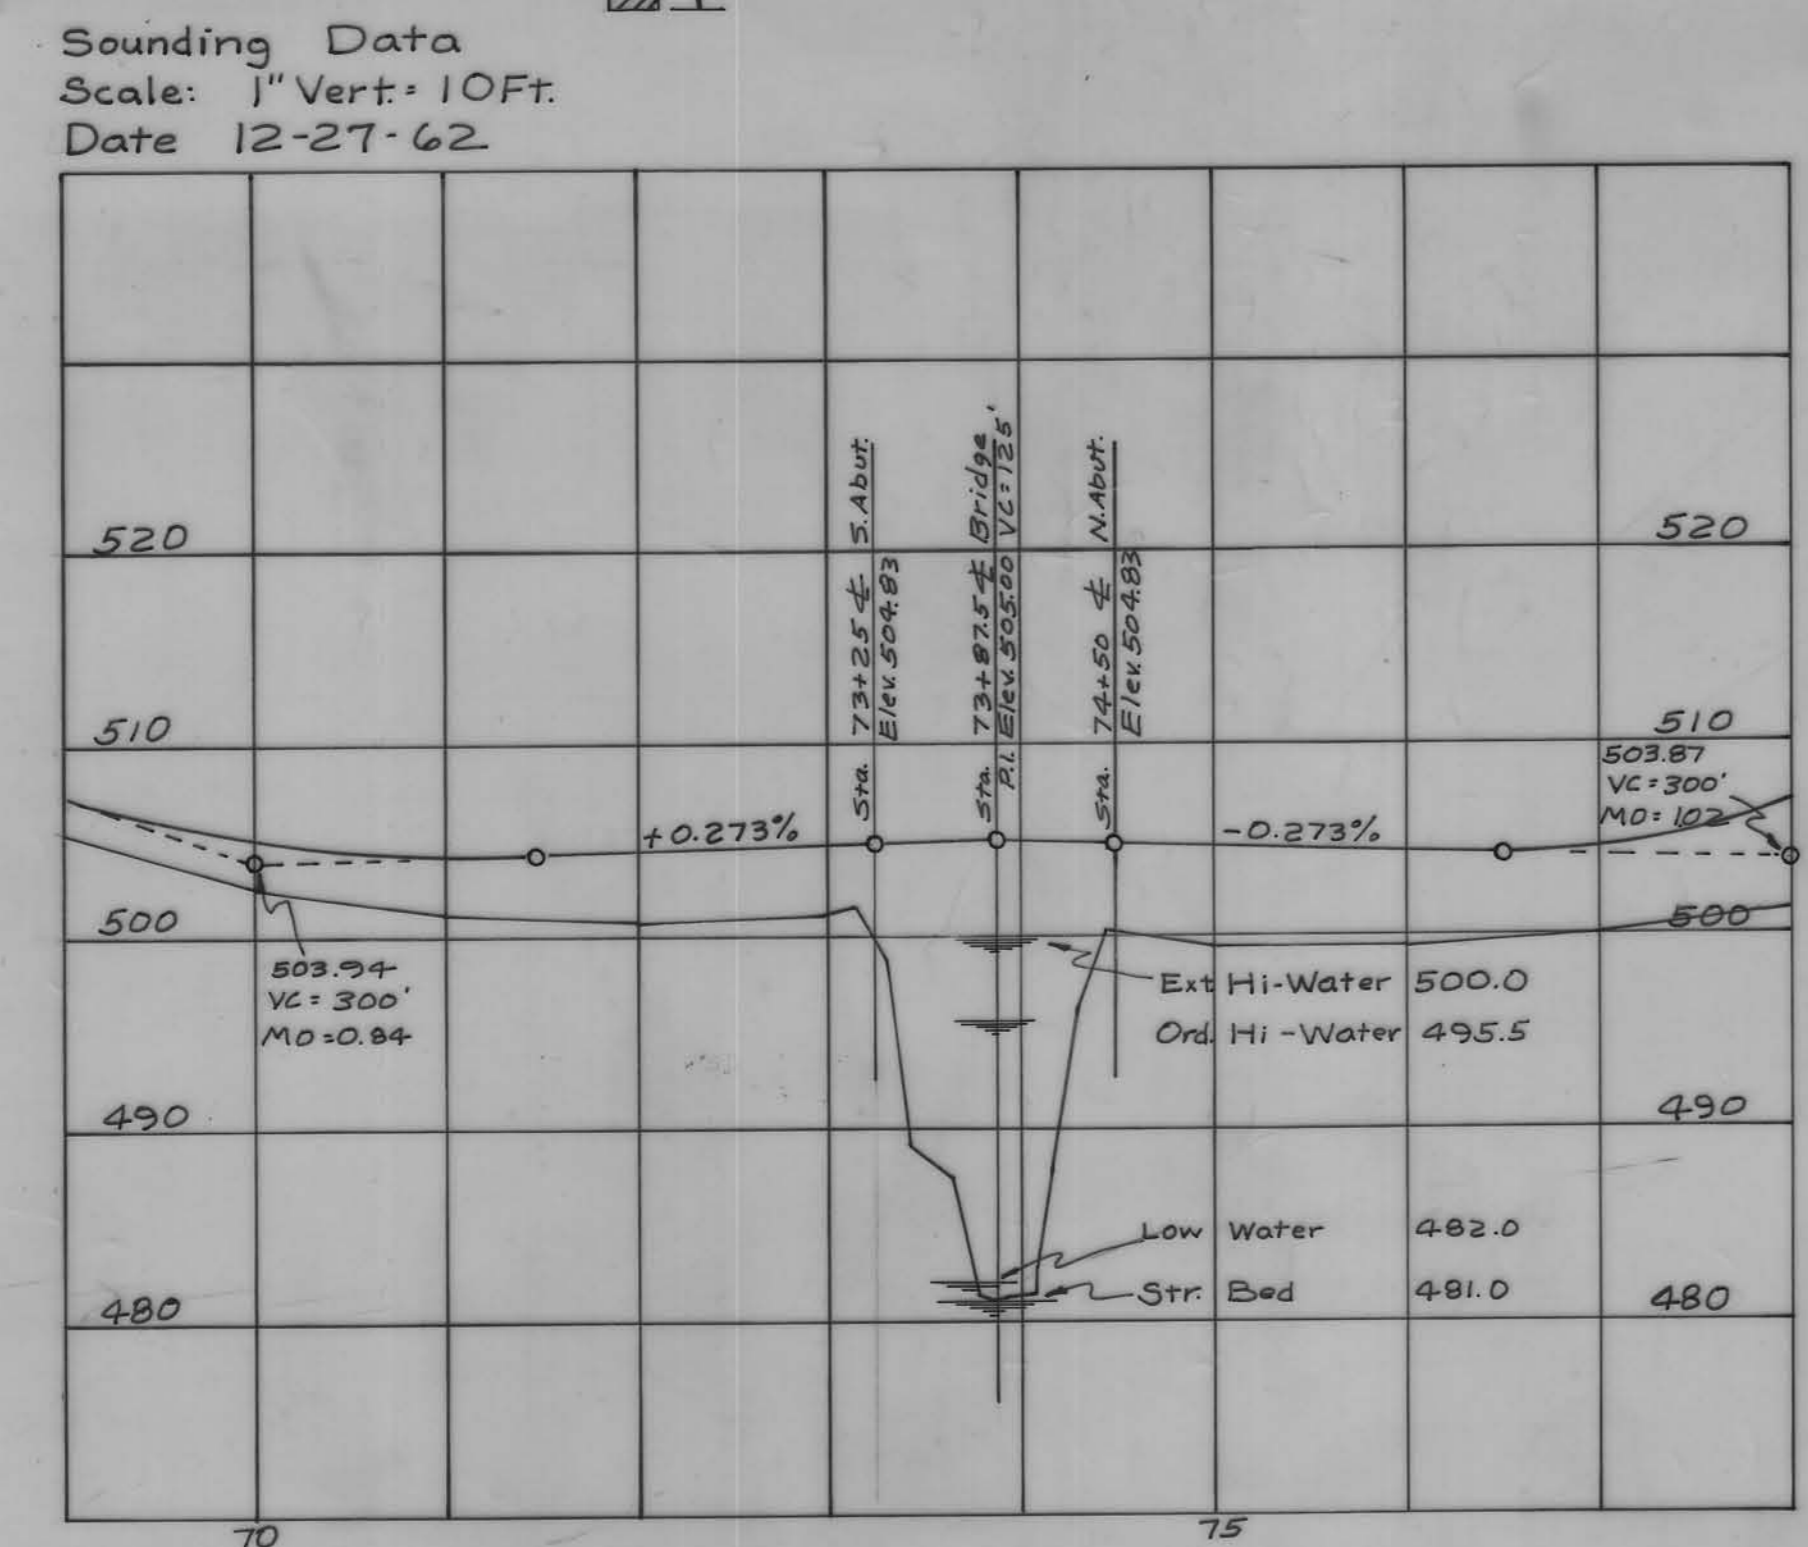 Sounding Data
Scale: 1" Vert. = 10 Ft.
Date 12-27-62
Sta. 73+25 ℄ S. Abut.
Elev. 504.83
Sta. 73+87.5 ℄ Bridge
P.I. Elev. 505.00 VC = 125'
Sta. 74+50 ℄ N. Abut.
Elev. 504.83
520
520
510
510
503.87
VC = 300'
MO = 1.02
+0.273%
-0.273%
500
500
503.94
VC = 300'
MO = 0.84
Ext Hi-Water 500.0
Ord. Hi-Water 495.5
490
490
Low Water 482.0
Str. Bed 481.0
480
480
70
75